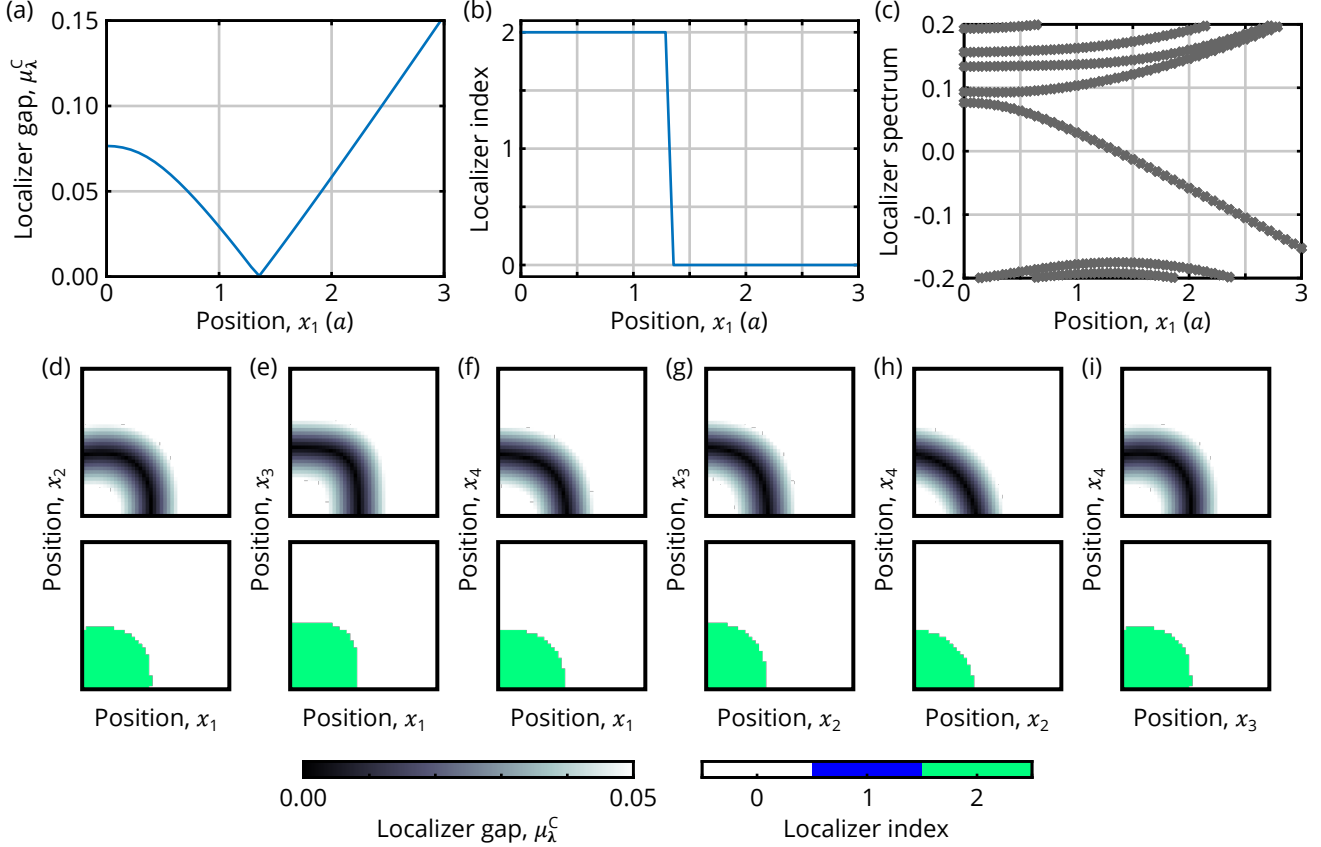 (a)
0.15
0.10
0.05
0.00
Localizer gap, μ_λ^C
0 1 2 3
Position, x₁ (a)
(b)
2
1
0
Localizer index
0 1 2 3
Position, x₁ (a)
(c)
0.2
0.1
0.0
-0.1
-0.2
Localizer spectrum
0 1 2 3
Position, x₁ (a)
(d)
Position, x₂
Position, x₁
(e)
Position, x₃
Position, x₁
(f)
Position, x₄
Position, x₁
(g)
Position, x₃
Position, x₂
(h)
Position, x₄
Position, x₂
(i)
Position, x₄
Position, x₃
0.00 0.05
Localizer gap, μ_λ^C
0 1 2
Localizer index